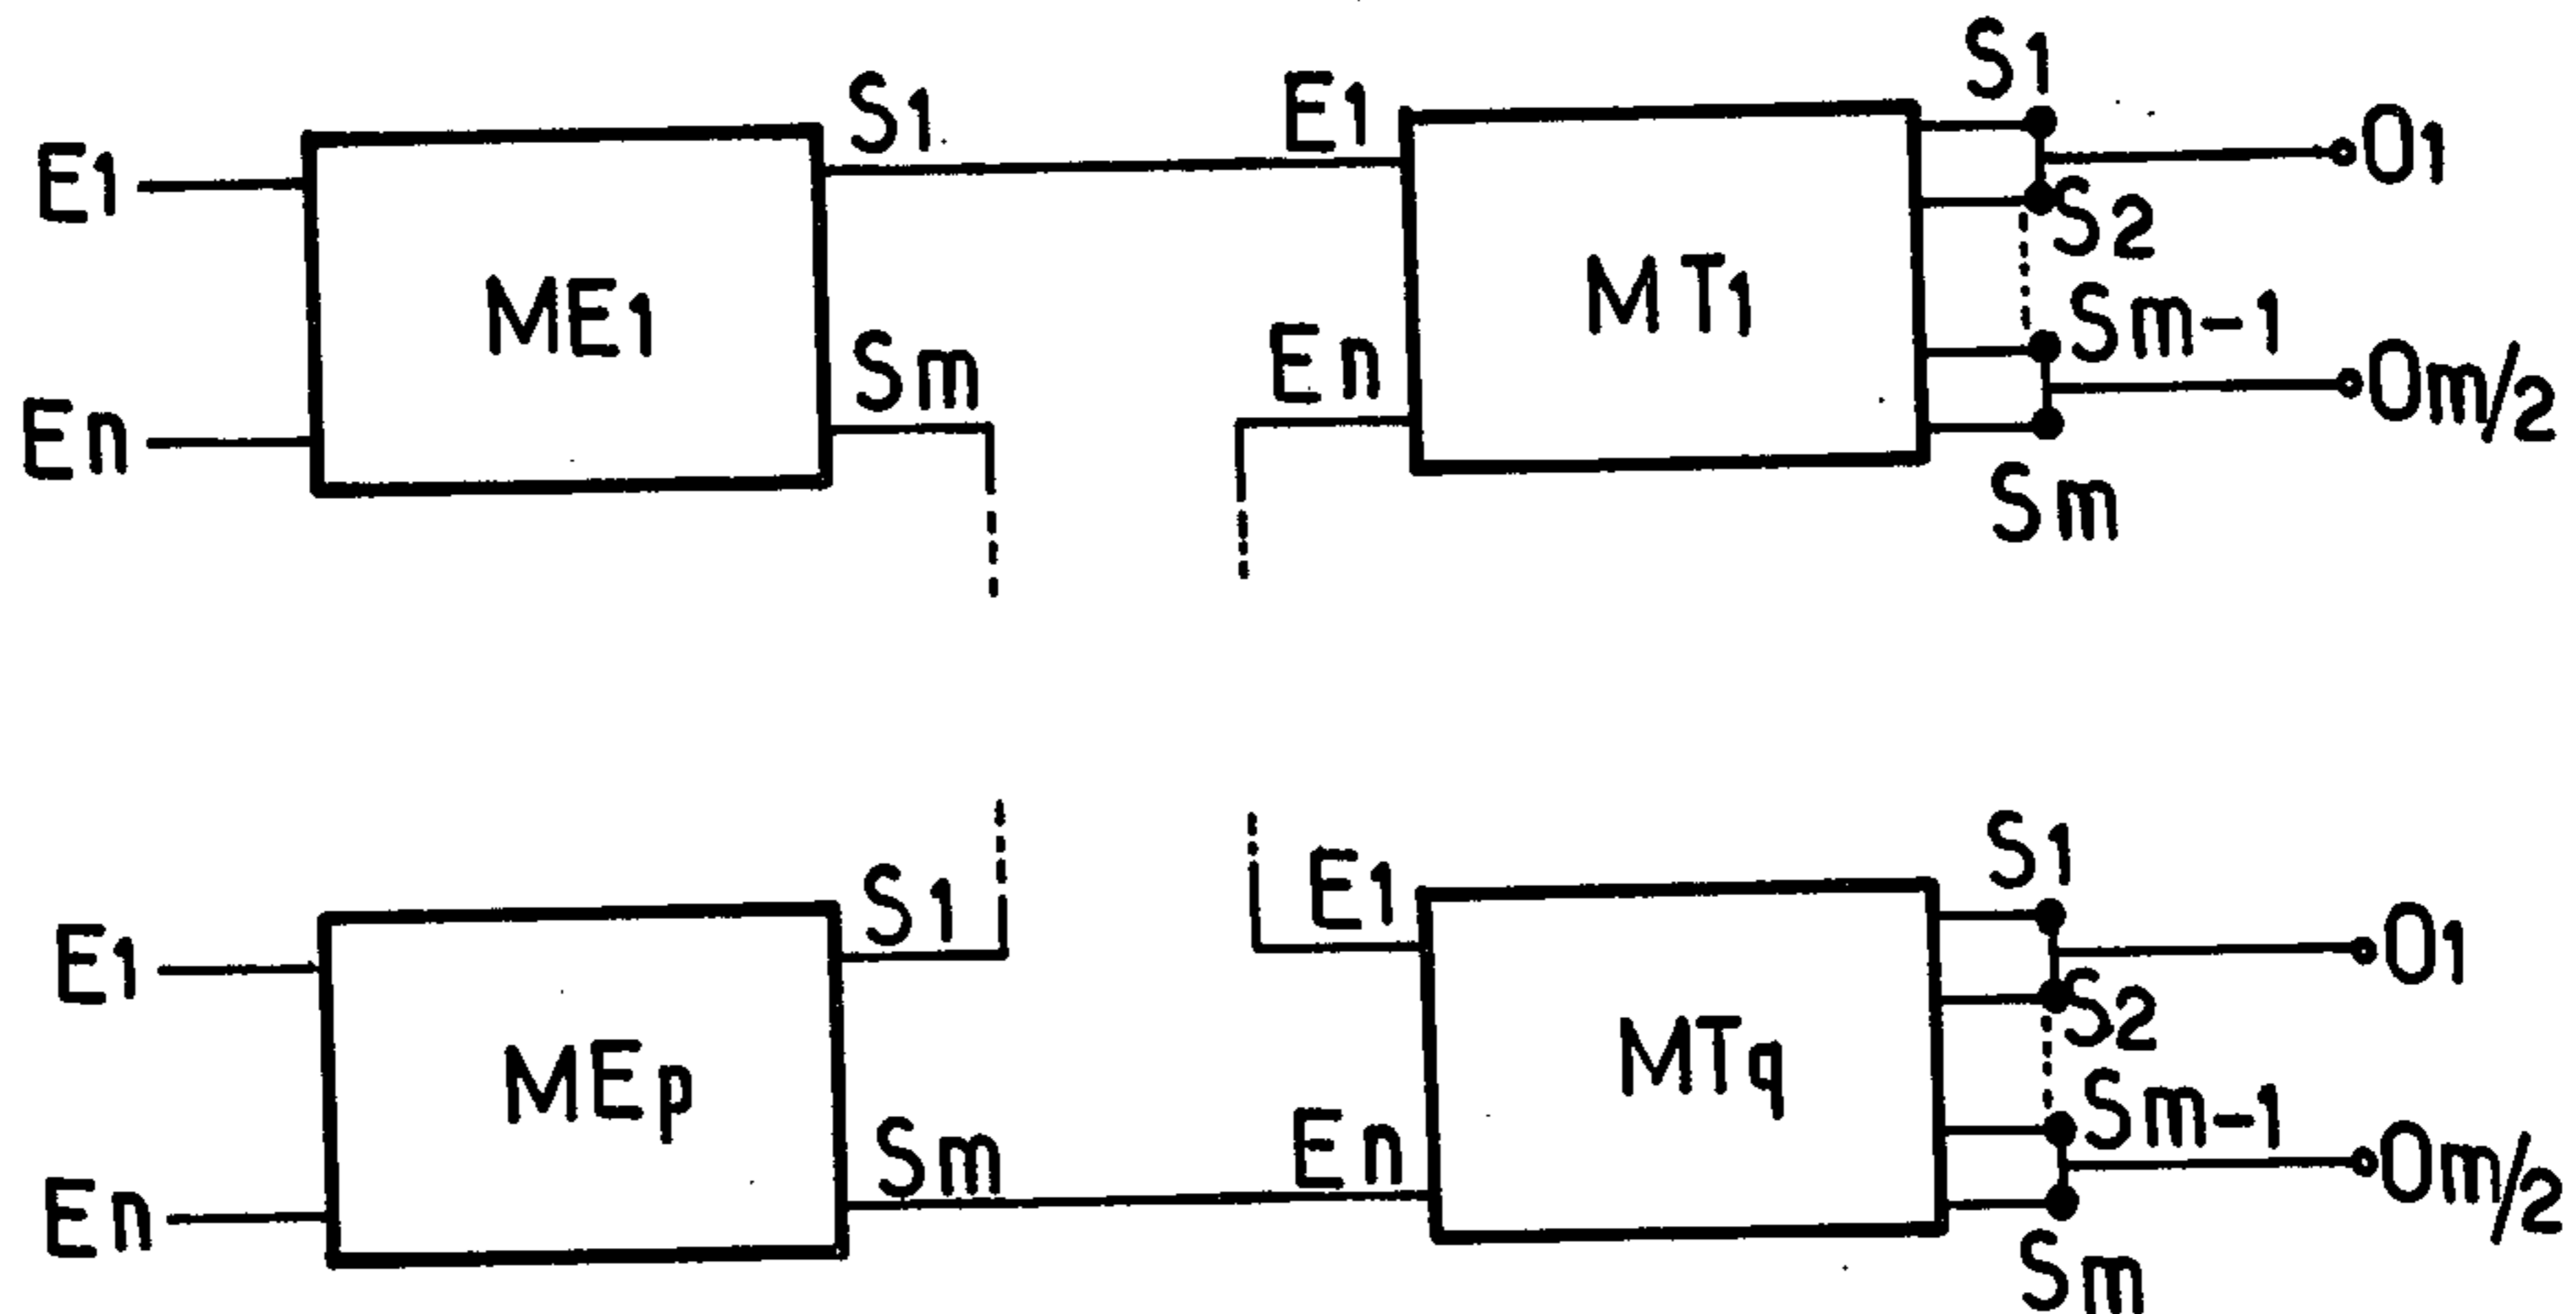 S1
S1 E1 O1
E1
S2
ME1 MT1
Sm-1
Sm En Om/2
En
Sm
S1
S1 E1 O1
E1
S2
MEp MTq
Sm-1
Sm En Om/2
En
Sm